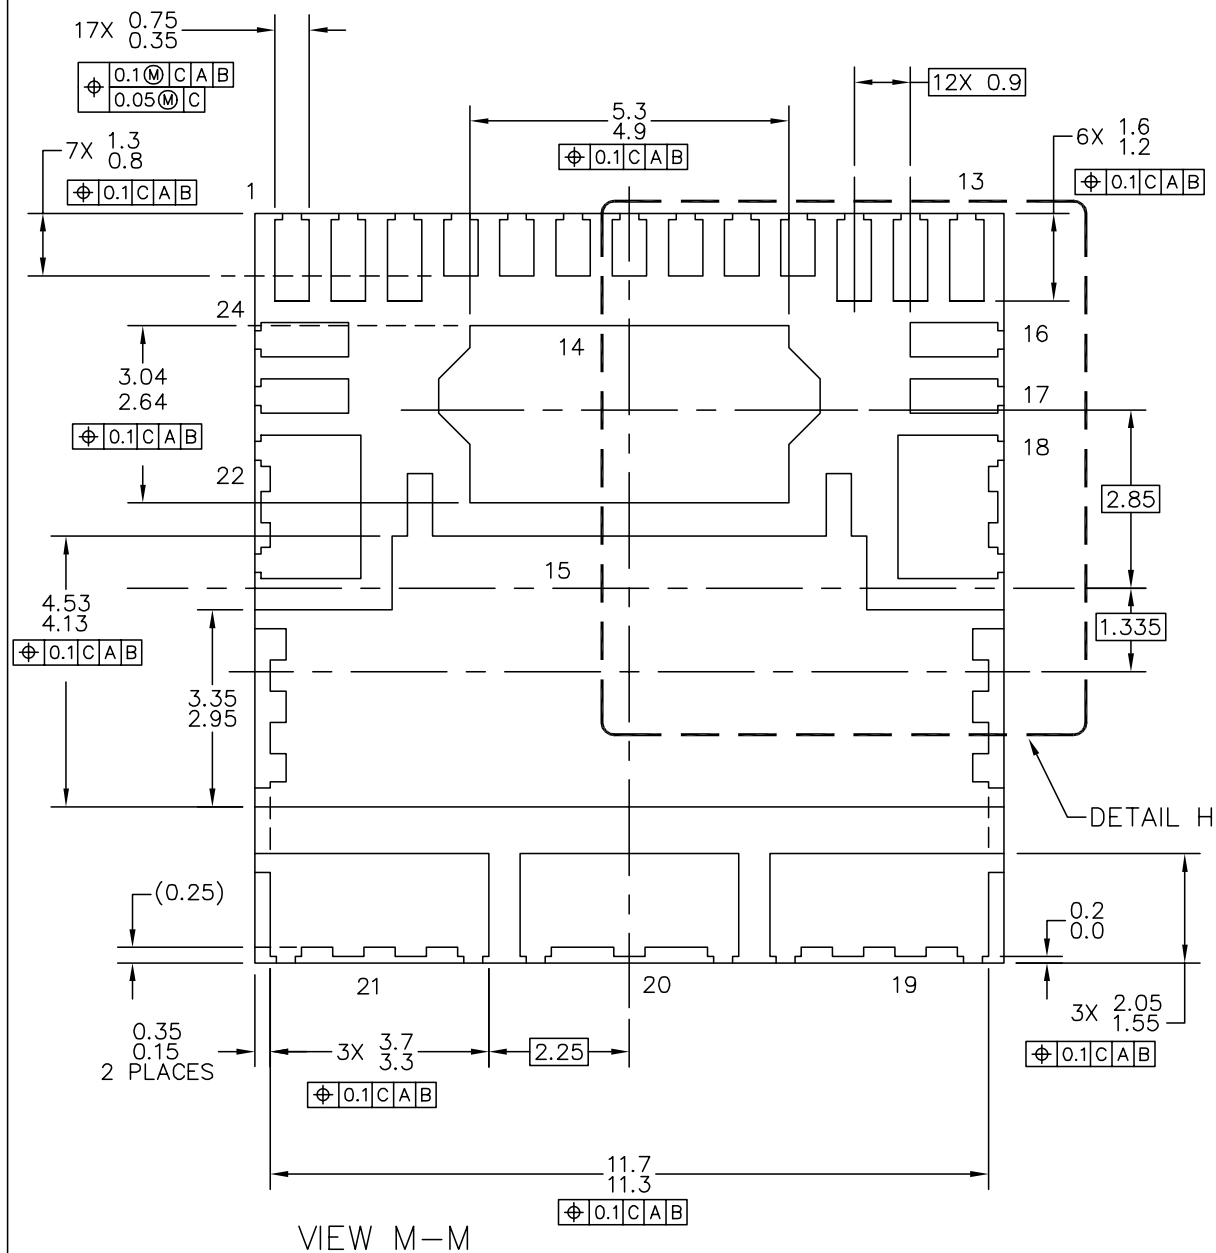 17X 0.75
0.35
⌖ 0.1Ⓜ C A B
0.05Ⓜ C
12X 0.9
5.3
4.9
⌖ 0.1 C A B
7X 1.3
0.8
⌖ 0.1 C A B
6X 1.6
1.2
⌖ 0.1 C A B
1
13
24
14
16
3.04
2.64
⌖ 0.1 C A B
17
22
18
2.85
15
4.53
4.13
⌖ 0.1 C A B
1.335
3.35
2.95
DETAIL H
(0.25)
0.2
0.0
21
20
19
3X 2.05
1.55
⌖ 0.1 C A B
0.35
0.15
2 PLACES
3X 3.7
3.3
⌖ 0.1 C A B
2.25
11.7
11.3
⌖ 0.1 C A B
VIEW M-M